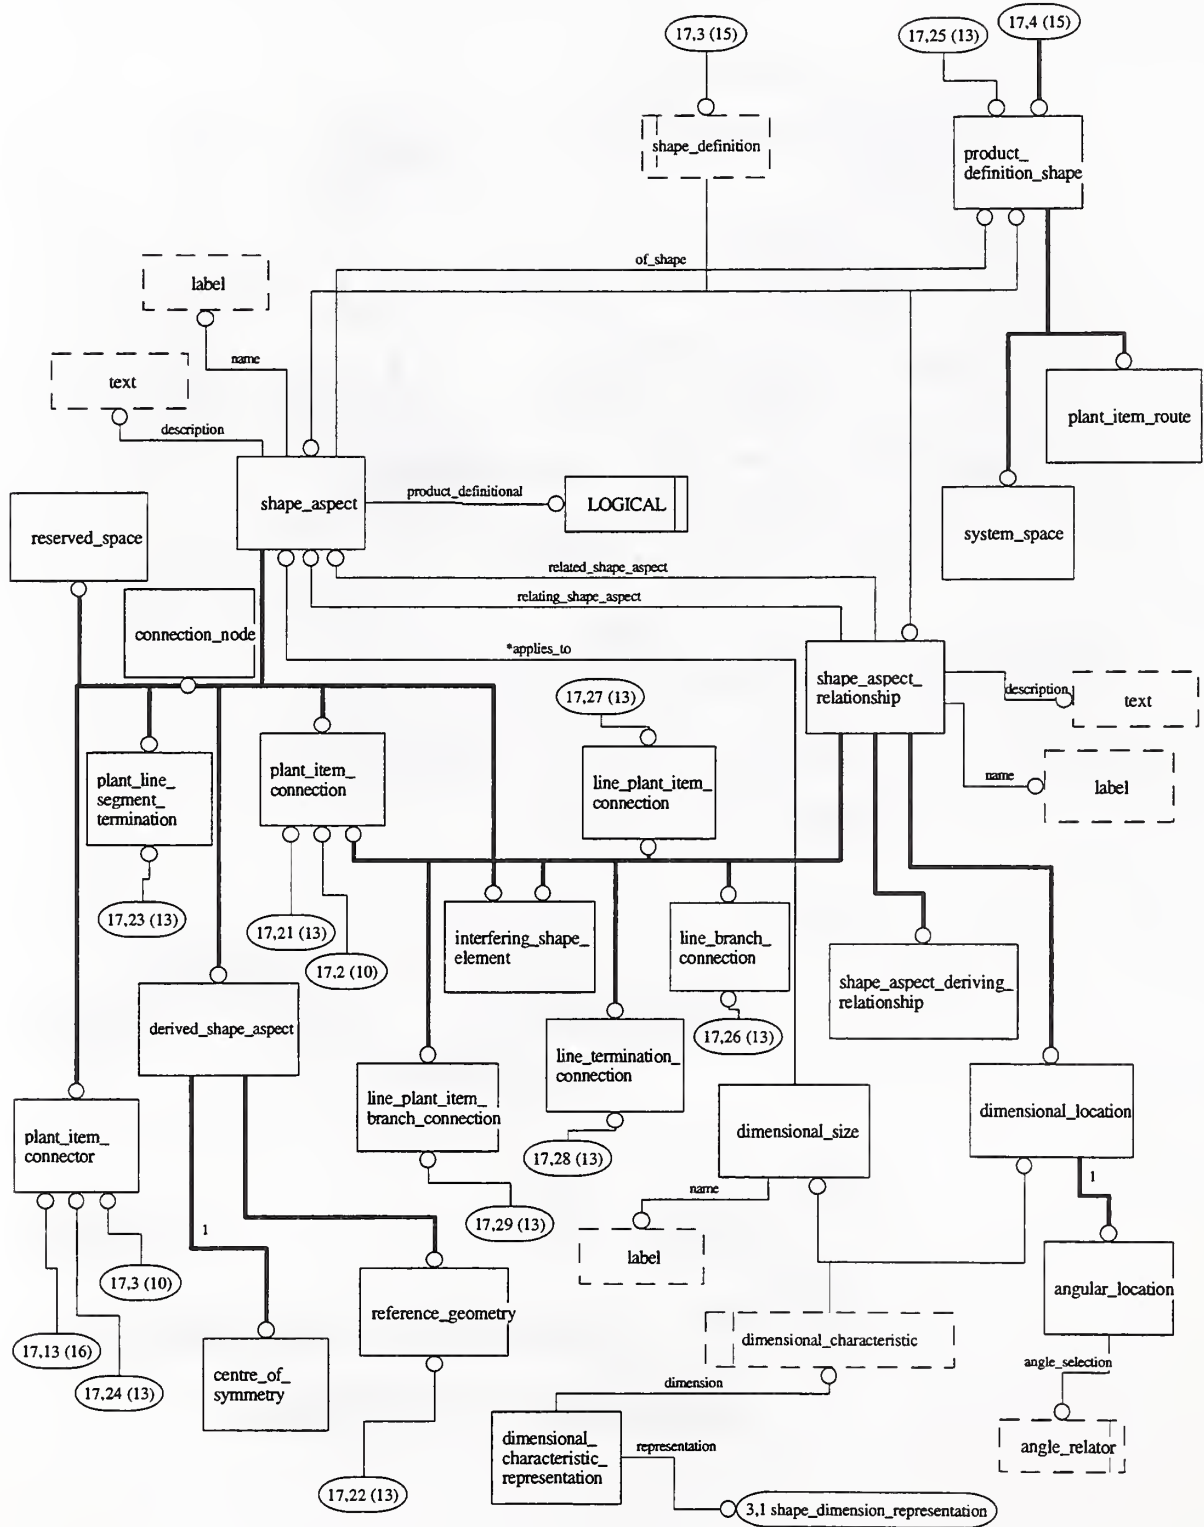 17,3 (15)
17,25 (13)
17,4 (15)
shape_definition
product_
definition_shape
of_shape
label
name
text
description
plant_item_route
shape_aspect
product_definitional
LOGICAL
reserved_space
system_space
related_shape_aspect
relating_shape_aspect
connection_node
*applies_to
shape_aspect_
relationship
description
text
17,27 (13)
plant_line_
segment_
termination
plant_item_
connection
line_plant_item_
connection
name
label
17,23 (13)
17,21 (13)
17,2 (10)
interfering_shape_
element
line_branch_
connection
shape_aspect_deriving_
relationship
derived_shape_aspect
17,26 (13)
line_termination_
connection
line_plant_item_
branch_connection
dimensional_size
dimensional_location
plant_item_
connector
17,28 (13)
1
name
17,29 (13)
1
label
17,3 (10)
reference_geometry
angular_location
17,13 (16)
17,24 (13)
dimensional_characteristic
centre_of_
symmetry
angle_selection
dimension
dimensional_
characteristic_
representation
representation
angle_relator
17,22 (13)
3,1 shape_dimension_representation